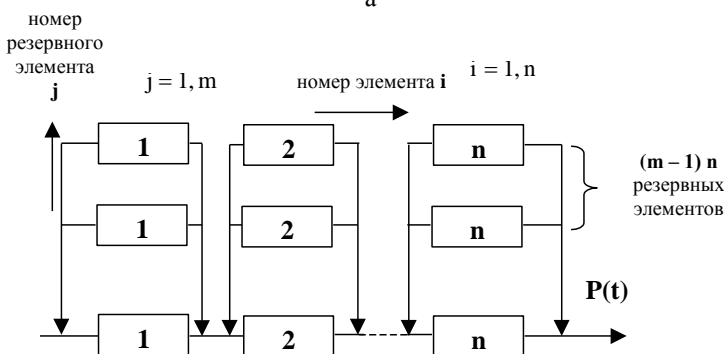 а
номер
резервного
элемента
j
j = 1, m
номер элемента i
i = 1, n
1
2
n
(m – 1) n
резервных
элементов
1
2
n
P(t)
1
2
n